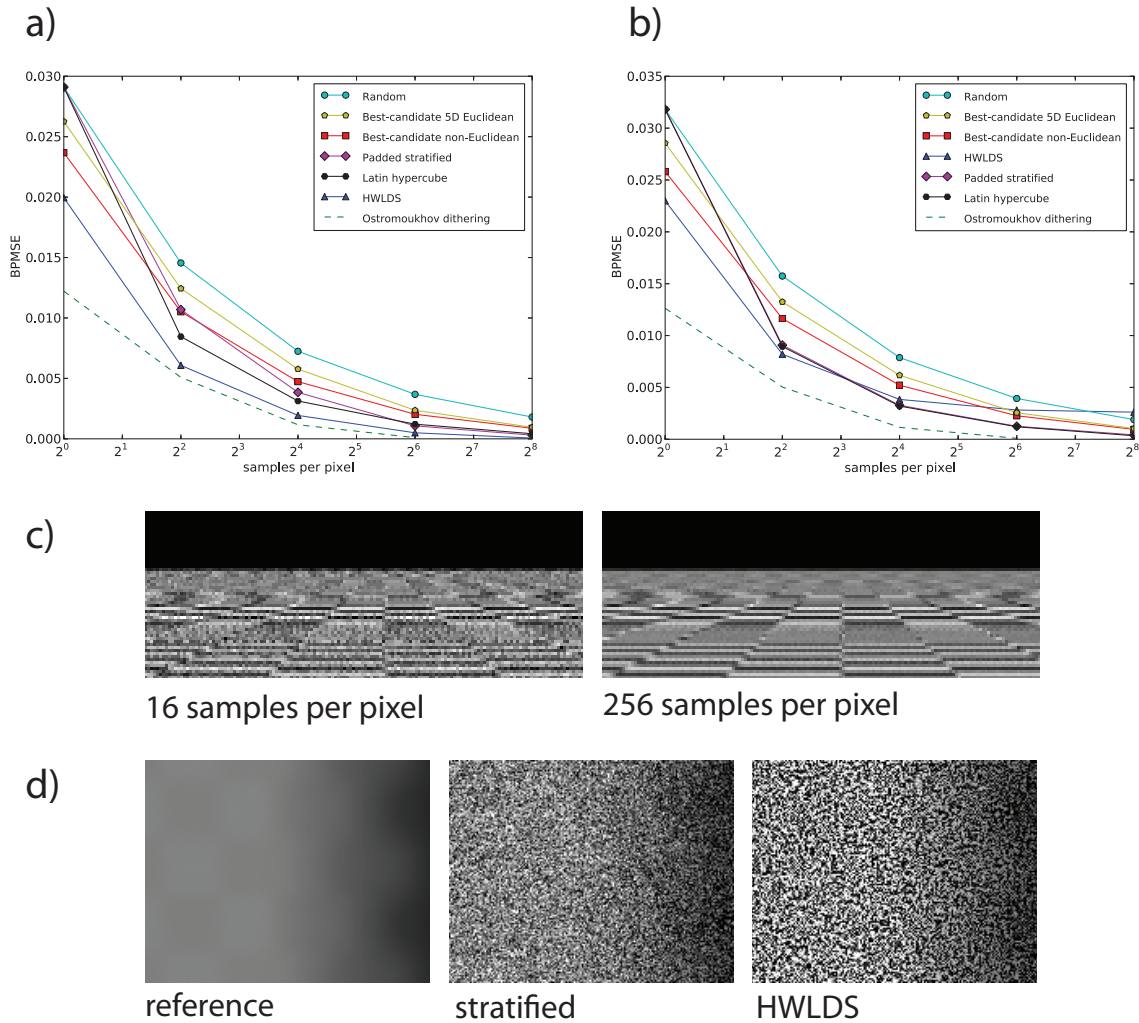 a)
0.030
0.025
0.020
0.015
0.010
0.005
0.000
BPMSE
Random
Best-candidate 5D Euclidean
Best-candidate non-Euclidean
Padded stratified
Latin hypercube
HWLDS
Ostromoukhov dithering
2^0 2^1 2^2 2^3 2^4 2^5 2^6 2^7 2^8
samples per pixel
b)
0.035
0.030
0.025
0.020
0.015
0.010
0.005
0.000
BPMSE
Random
Best-candidate 5D Euclidean
Best-candidate non-Euclidean
HWLDS
Padded stratified
Latin hypercube
Ostromoukhov dithering
2^0 2^1 2^2 2^3 2^4 2^5 2^6 2^7 2^8
samples per pixel
c)
16 samples per pixel
256 samples per pixel
d)
reference
stratified
HWLDS